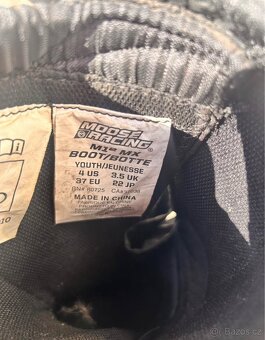 MOOSE
RACING®
M1.2 MX
BOOT/BOTTE
YOUTH/JEUNESSE
4 US 3.5 UK
37 EU 22 JP
MADE IN CHINA